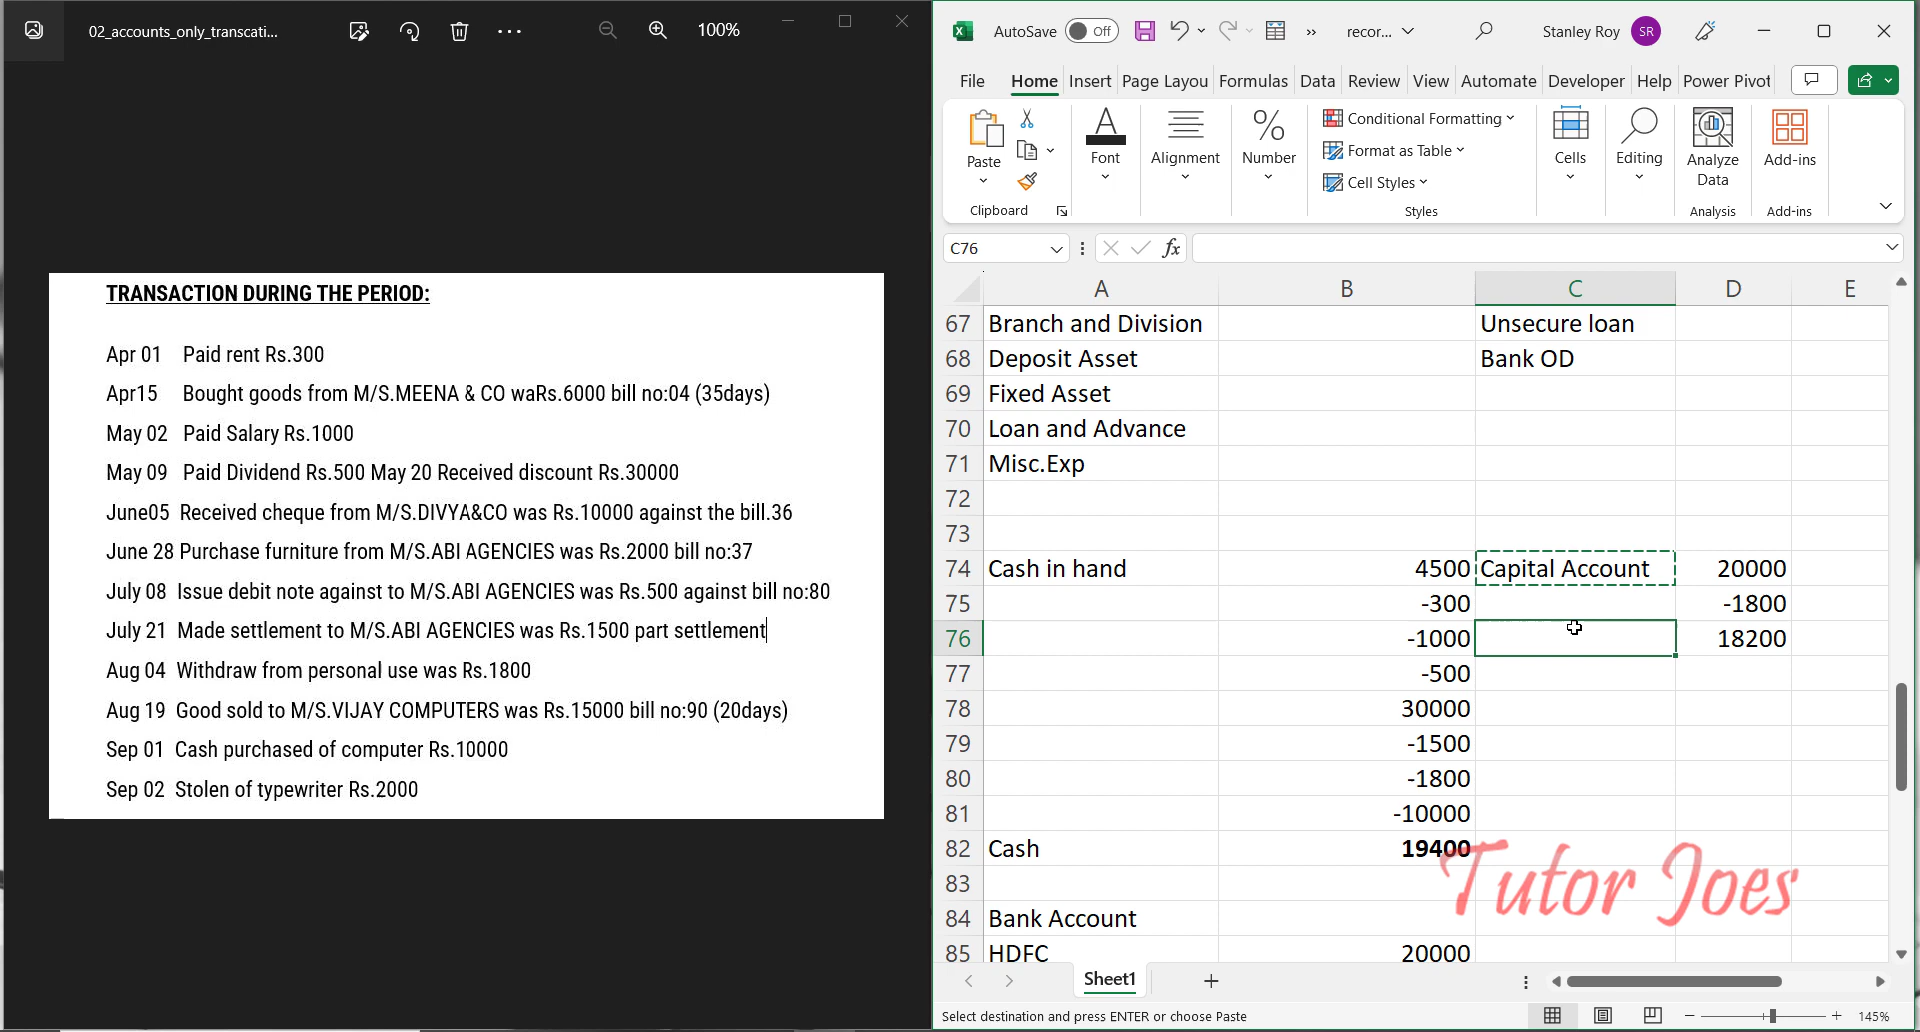 02_accounts_only_transcati...
100%
TRANSACTION DURING THE PERIOD:
Apr 01 Paid rent Rs.300
Apr15 Bought goods from M/S.MEENA & CO waRs.6000 bill no:04 (35days)
May 02 Paid Salary Rs.1000
May 09 Paid Dividend Rs.500 May 20 Received discount Rs.30000
June05 Received cheque from M/S.DIVYA&CO was Rs.10000 against the bill.36
June 28 Purchase furniture from M/S.ABI AGENCIES was Rs.2000 bill no:37
July 08 Issue debit note against to M/S.ABI AGENCIES was Rs.500 against bill no:80
July 21 Made settlement to M/S.ABI AGENCIES was Rs.1500 part settlement
Aug 04 Withdraw from personal use was Rs.1800
Aug 19 Good sold to M/S.VIJAY COMPUTERS was Rs.15000 bill no:90 (20days)
Sep 01 Cash purchased of computer Rs.10000
Sep 02 Stolen of typewriter Rs.2000
AutoSave Off recor... Stanley Roy SR
File Home Insert Page Layou Formulas Data Review View Automate Developer Help Power Pivot
Paste Font Alignment Number Conditional Formatting Format as Table Cell Styles Cells Editing Analyze Data Add-ins
Clipboard Styles Analysis Add-ins
C76 fx
A B C D E
67 Branch and Division Unsecure loan
68 Deposit Asset Bank OD
69 Fixed Asset
70 Loan and Advance
71 Misc.Exp
72
73
74 Cash in hand 4500 Capital Account 20000
75 -300 -1800
76 -1000 18200
77 -500
78 30000
79 -1500
80 -1800
81 -10000
82 Cash 19400
83
84 Bank Account
85 HDFC 20000
Tutor Joes
Sheet1
Select destination and press ENTER or choose Paste 145%